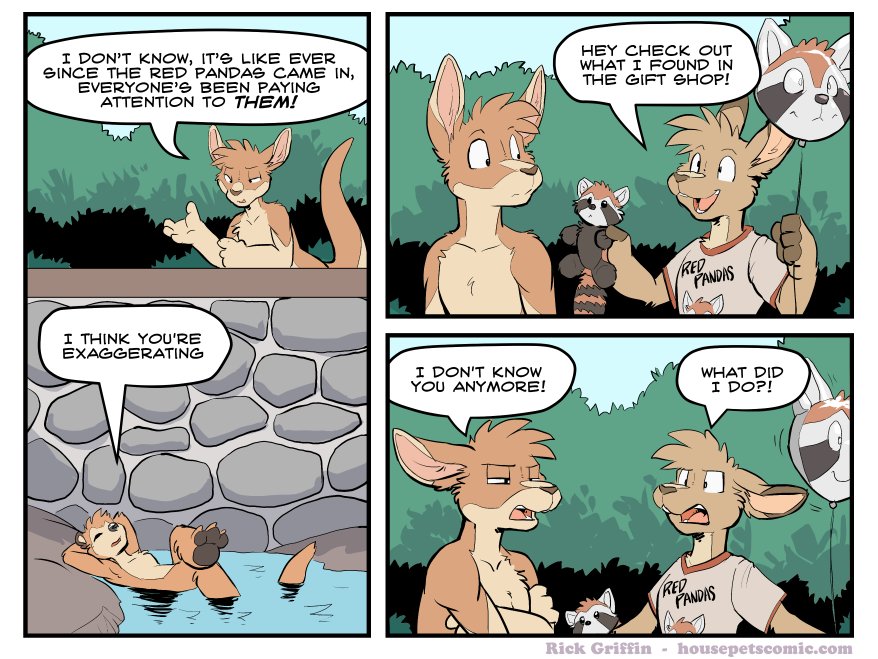 I DON'T KNOW, IT'S LIKE EVER
SINCE THE RED PANDAS CAME IN,
EVERYONE'S BEEN PAYING
ATTENTION TO THEM!
I THINK YOU'RE
EXAGGERATING
HEY CHECK OUT
WHAT I FOUND IN
THE GIFT SHOP!
RED
PANDAS
I DON'T KNOW
YOU ANYMORE!
WHAT DID
I DO?!
RED
PANDAS
Rick Griffin - housepetscomic.com